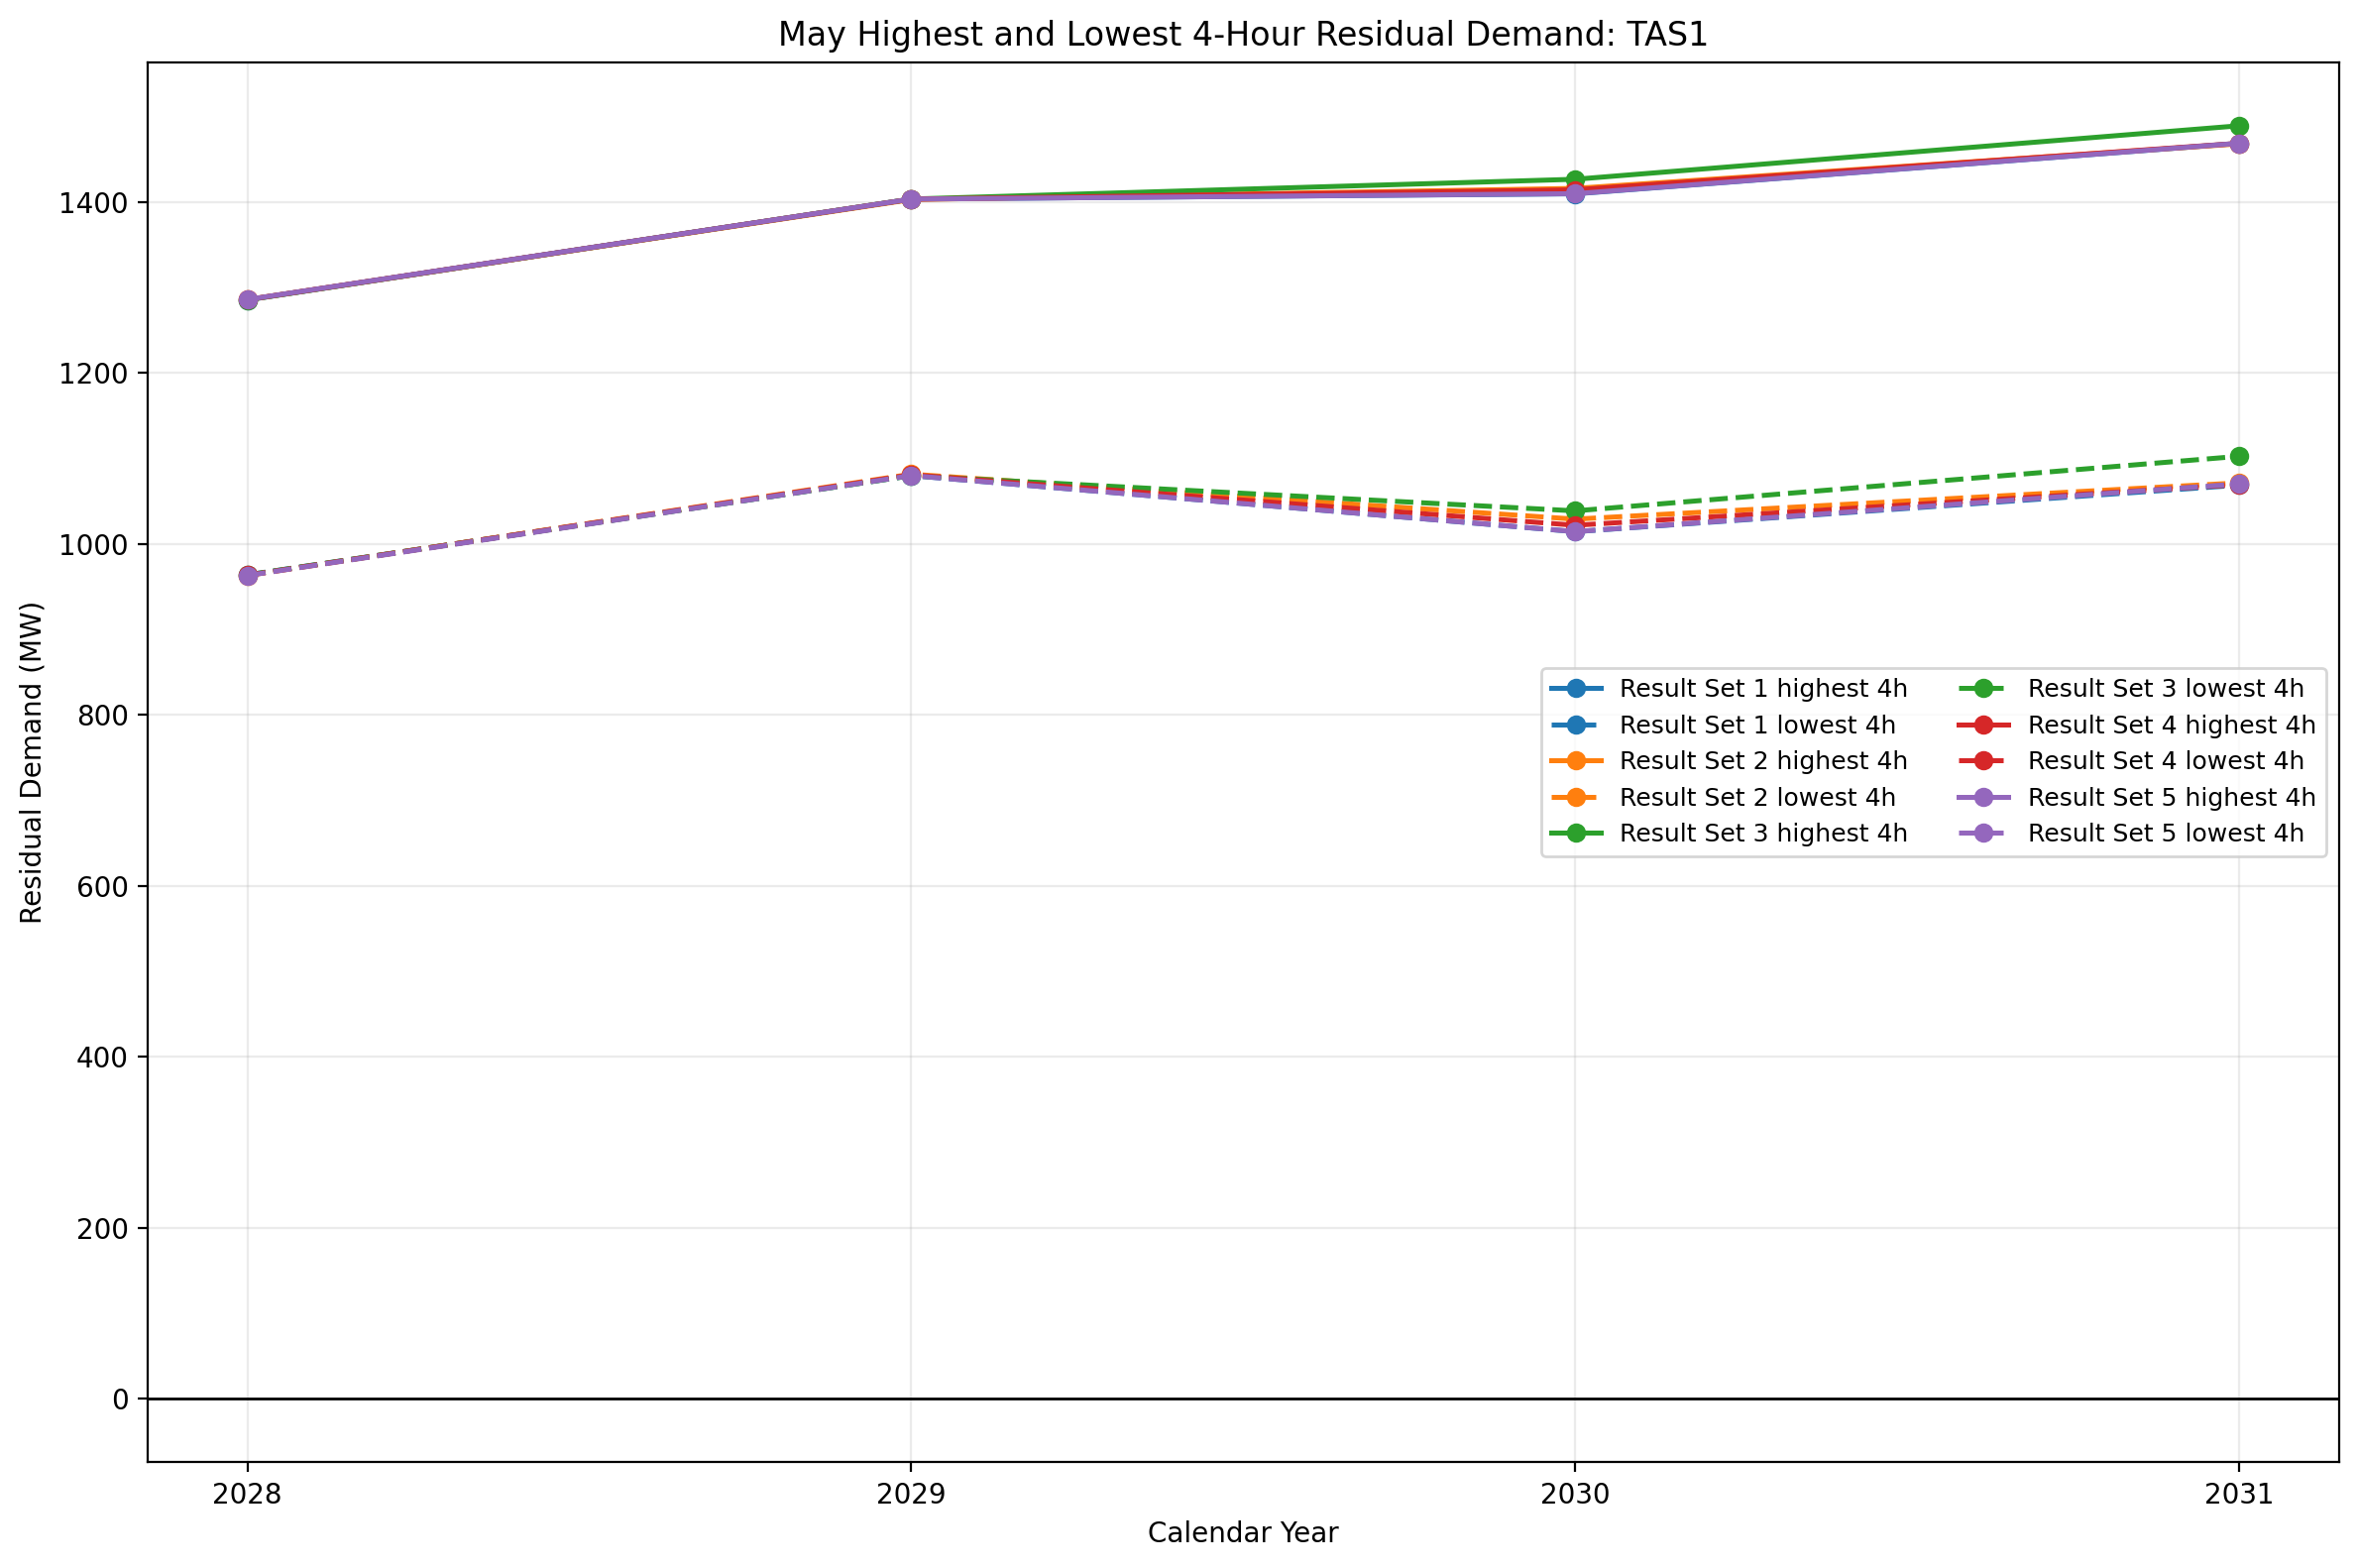 May Highest and Lowest 4-Hour Residual Demand: TAS1
Residual Demand (MW)
1400
1200
1000
800
600
400
200
0
Result Set 1 highest 4h
Result Set 1 lowest 4h
Result Set 2 highest 4h
Result Set 2 lowest 4h
Result Set 3 highest 4h
Result Set 3 lowest 4h
Result Set 4 highest 4h
Result Set 4 lowest 4h
Result Set 5 highest 4h
Result Set 5 lowest 4h
2028
2029
2030
2031
Calendar Year